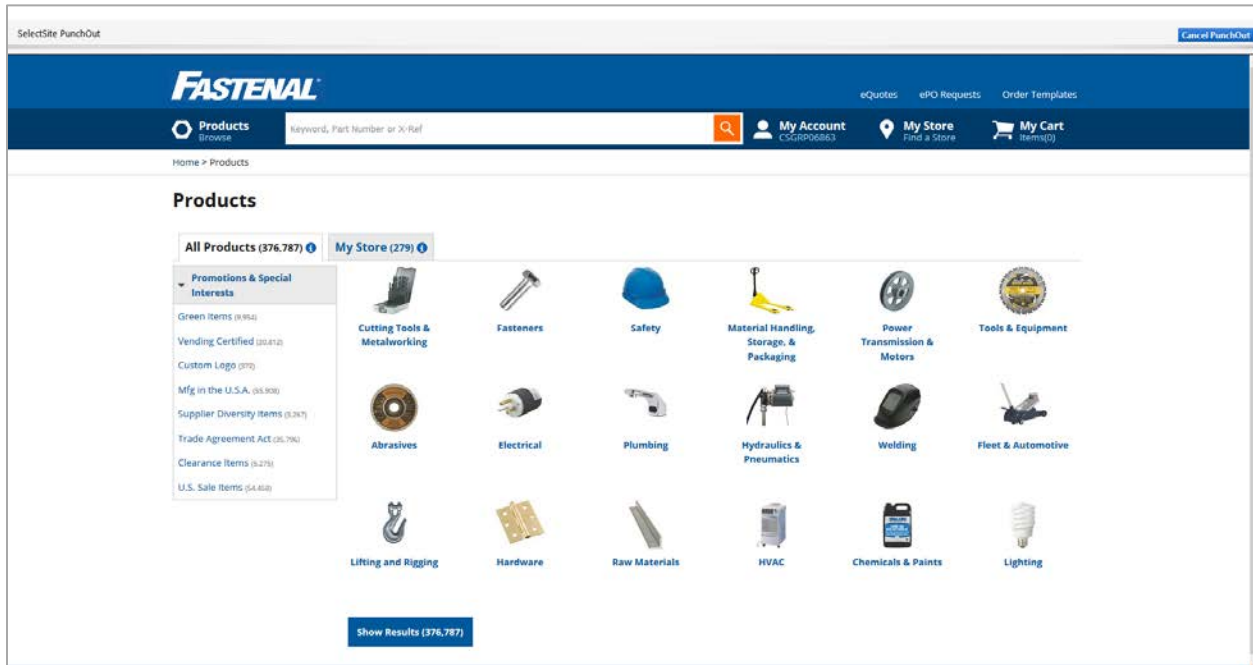 SelectSite PunchOut
Cancel PunchOut
FASTENAL
eQuotes ePO Requests Order Templates
Products
Browse
Keyword, Part Number or X-Ref
My Account
CSGRP06863
My Store
Find a Store
My Cart
Items(0)
Home > Products
Products
All Products (376,787)
My Store (279)
Promotions & Special
Interests
Green Items (9,954)
Vending Certified
Custom Logo
Mfg in the U.S.A.
Supplier Diversity Items
Trade Agreement Act
Clearance Items
U.S. Sale Items
Cutting Tools &
Metalworking
Fasteners
Safety
Material Handling,
Storage, &
Packaging
Power
Transmission &
Motors
Tools & Equipment
Abrasives
Electrical
Plumbing
Hydraulics &
Pneumatics
Welding
Fleet & Automotive
Lifting and Rigging
Hardware
Raw Materials
HVAC
Chemicals & Paints
Lighting
Show Results (376,787)